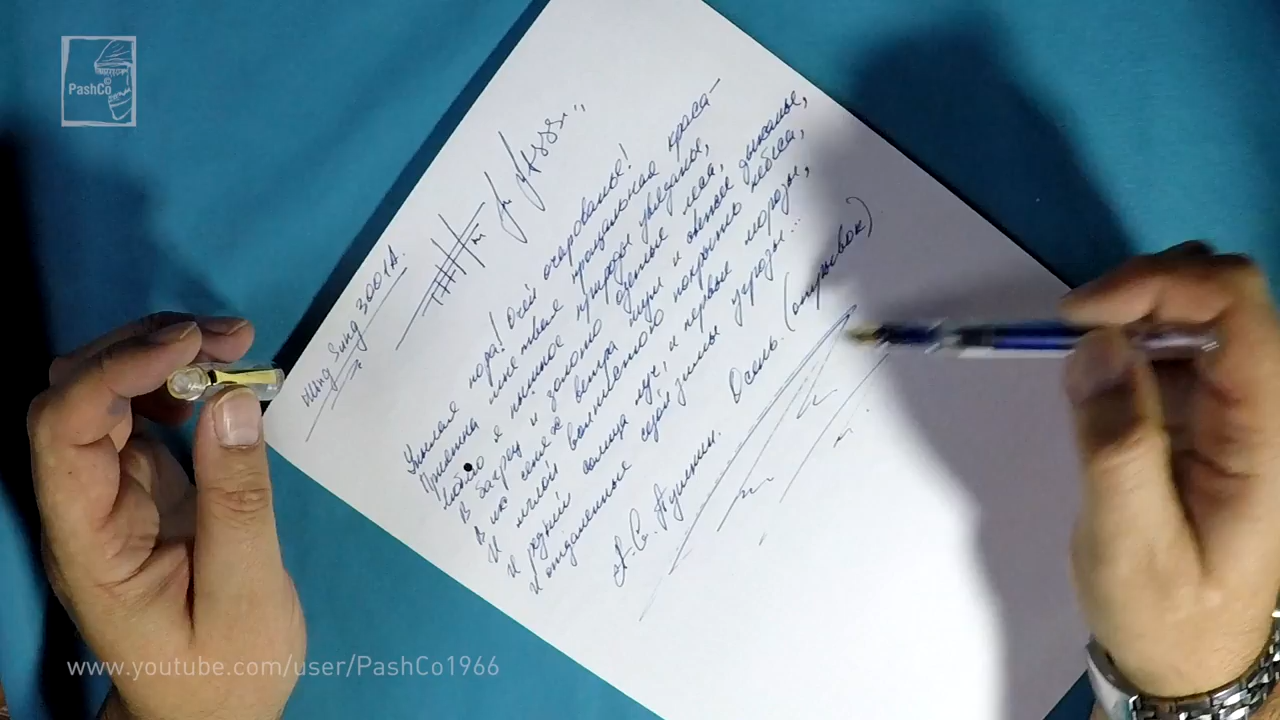 PashCo
Wing Sung 3001A.
Унылая пора! Очей очарованье!
Приятна мне твоя прощальная краса –
Люблю я пышное природы увяданье,
В багрец и золото одетые леса,
В их сенях ветра шум и свежее дыханье,
И мглой волнистою покрыты небеса,
И редкий солнца луч, и первые морозы,
И отдаленные седой зимы угрозы...
А.С. Пушкин. Осень. (отрывок)
www.youtube.com/user/PashCo1966